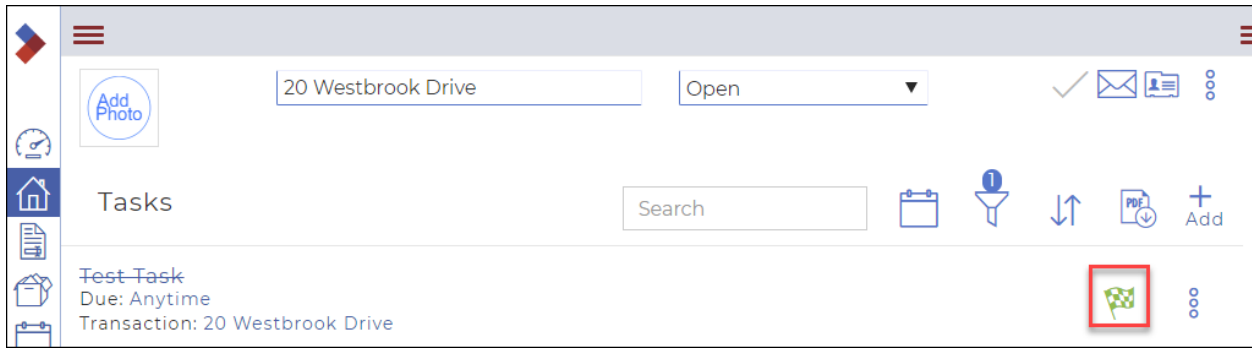 Add
Photo
20 Westbrook Drive
Open
Tasks
Search
1
PDF
Add
Test Task
Due: Anytime
Transaction: 20 Westbrook Drive